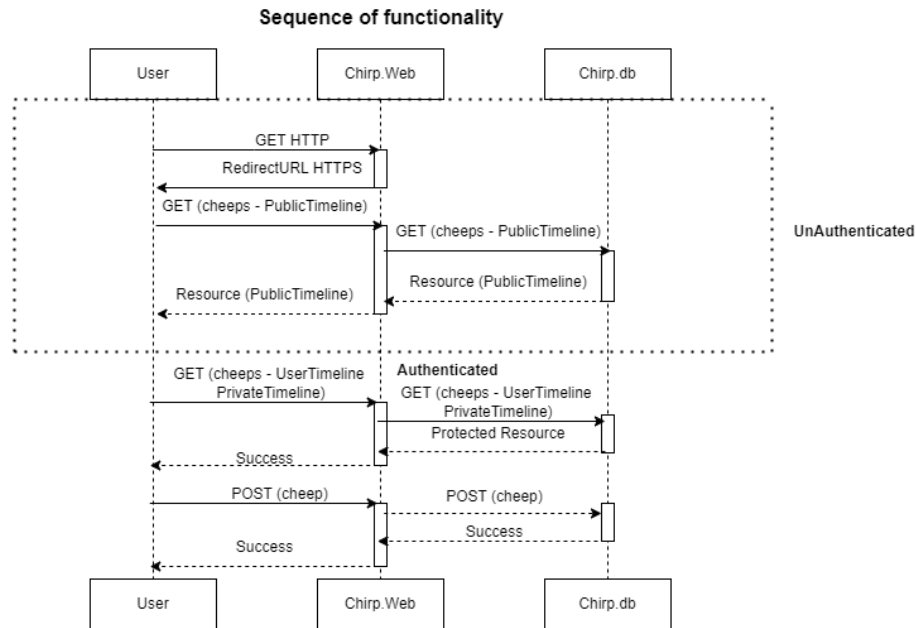 Sequence of functionality
User
Chirp.Web
Chirp.db
GET HTTP
RedirectURL HTTPS
GET (cheeps - PublicTimeline)
GET (cheeps - PublicTimeline)
UnAuthenticated
Resource (PublicTimeline)
Resource (PublicTimeline)
Authenticated
GET (cheeps - UserTimeline
PrivateTimeline)
GET (cheeps - UserTimeline
PrivateTimeline)
Protected Resource
Success
POST (cheep)
POST (cheep)
Success
Success
User
Chirp.Web
Chirp.db